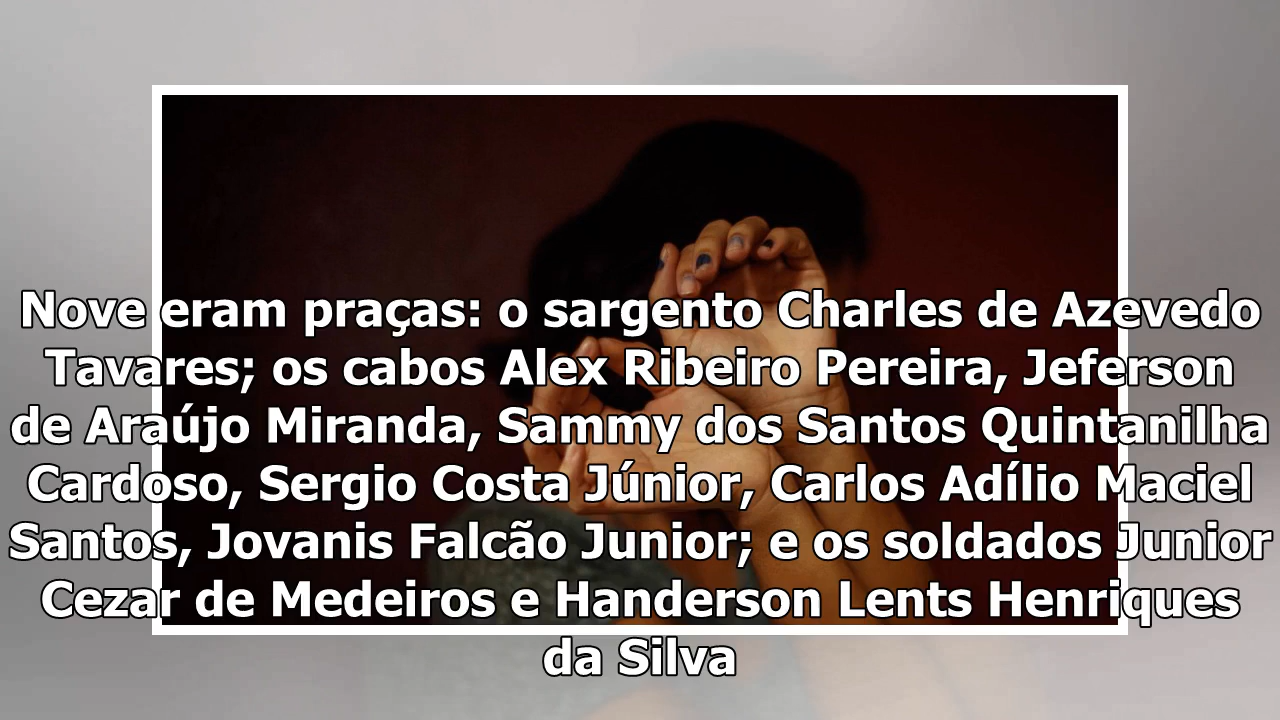 Nove eram praças: o sargento Charles de Azevedo
Tavares; os cabos Alex Ribeiro Pereira, Jeferson
de Araújo Miranda, Sammy dos Santos Quintanilha
Cardoso, Sergio Costa Júnior, Carlos Adílio Maciel
Santos, Jovanis Falcão Junior; e os soldados Junior
Cezar de Medeiros e Handerson Lents Henriques
da Silva